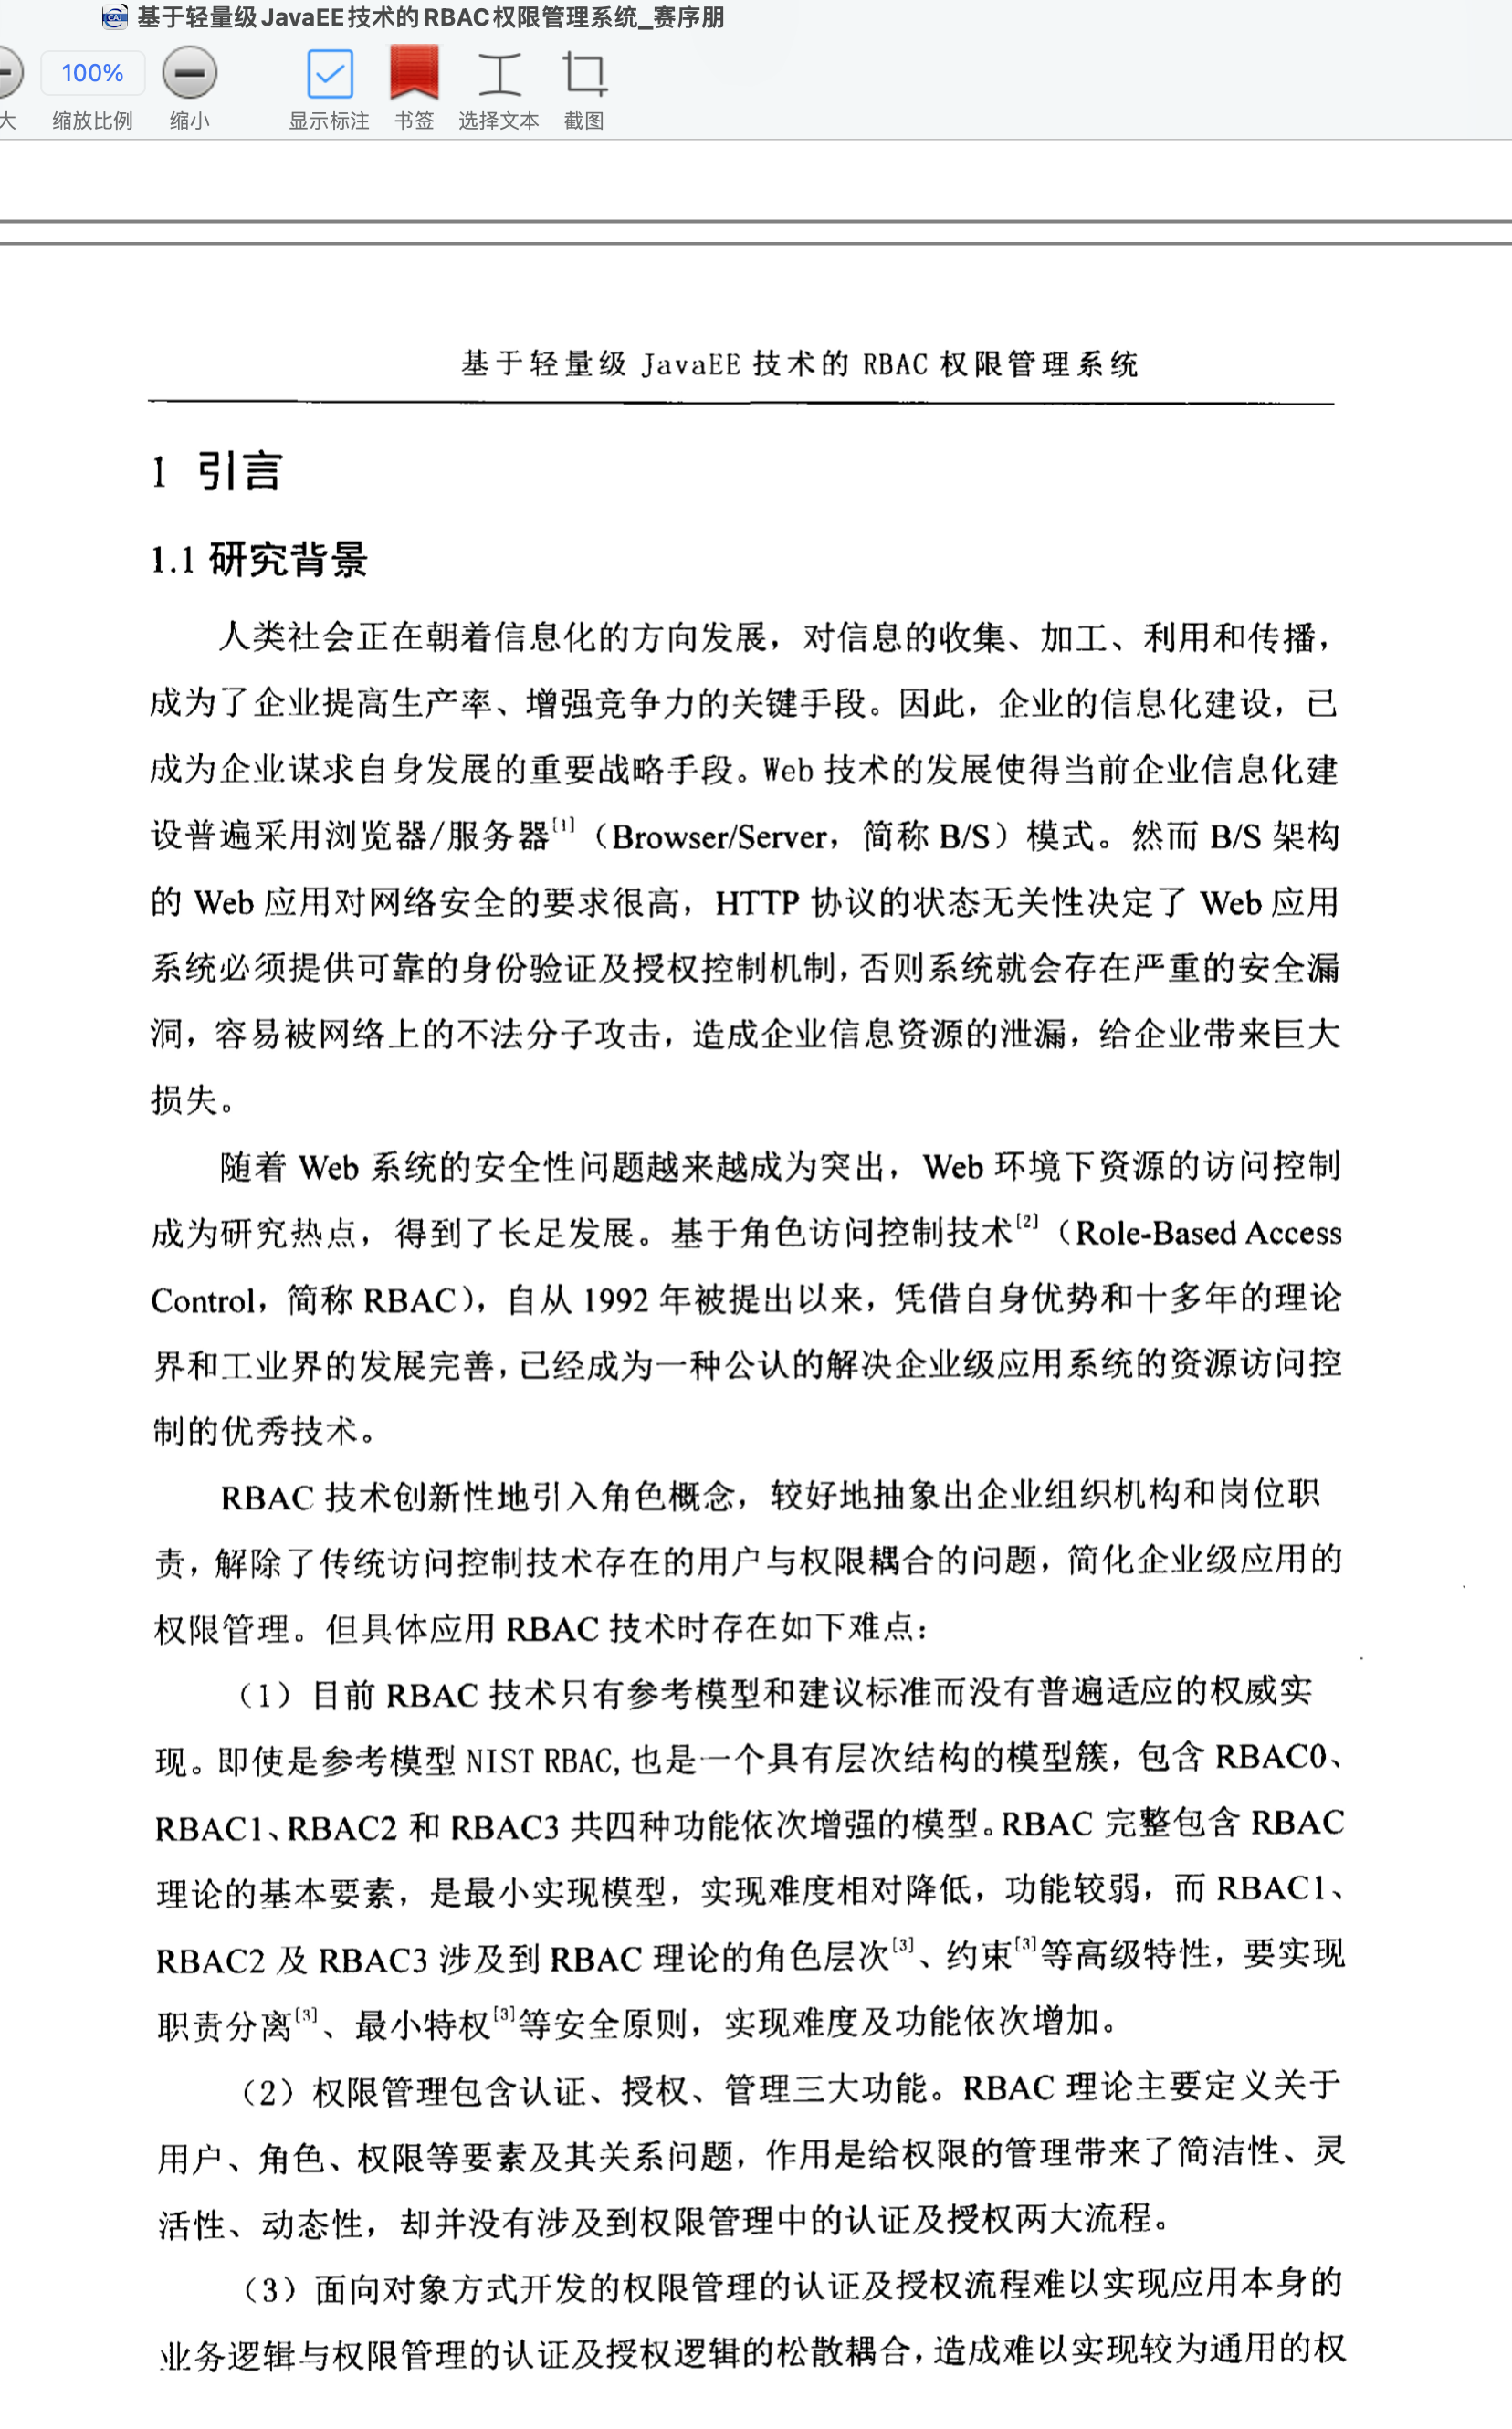 基于轻量级JavaEE技术的RBAC权限管理系统_赛序朋
100%
大 缩放比例 缩小 显示标注 书签 选择文本 截图
基于轻量级 JavaEE 技术的 RBAC 权限管理系统
1 引言
1.1 研究背景
人类社会正在朝着信息化的方向发展，对信息的收集、加工、利用和传播，
成为了企业提高生产率、增强竞争力的关键手段。因此，企业的信息化建设，已
成为企业谋求自身发展的重要战略手段。Web 技术的发展使得当前企业信息化建
设普遍采用浏览器/服务器[1]（Browser/Server，简称 B/S）模式。然而 B/S 架构
的 Web 应用对网络安全的要求很高，HTTP 协议的状态无关性决定了 Web 应用
系统必须提供可靠的身份验证及授权控制机制，否则系统就会存在严重的安全漏
洞，容易被网络上的不法分子攻击，造成企业信息资源的泄漏，给企业带来巨大
损失。
随着 Web 系统的安全性问题越来越成为突出，Web 环境下资源的访问控制
成为研究热点，得到了长足发展。基于角色访问控制技术[2]（Role-Based Access
Control，简称 RBAC），自从 1992 年被提出以来，凭借自身优势和十多年的理论
界和工业界的发展完善，已经成为一种公认的解决企业级应用系统的资源访问控
制的优秀技术。
RBAC 技术创新性地引入角色概念，较好地抽象出企业组织机构和岗位职
责，解除了传统访问控制技术存在的用户与权限耦合的问题，简化企业级应用的
权限管理。但具体应用 RBAC 技术时存在如下难点：
（1）目前 RBAC 技术只有参考模型和建议标准而没有普遍适应的权威实
现。即使是参考模型 NIST RBAC, 也是一个具有层次结构的模型簇，包含 RBAC0、
RBAC1、RBAC2 和 RBAC3 共四种功能依次增强的模型。RBAC 完整包含 RBAC
理论的基本要素，是最小实现模型，实现难度相对降低，功能较弱，而 RBAC1、
RBAC2 及 RBAC3 涉及到 RBAC 理论的角色层次[3]、约束[3]等高级特性，要实现
职责分离[3]、最小特权[3]等安全原则，实现难度及功能依次增加。
（2）权限管理包含认证、授权、管理三大功能。RBAC 理论主要定义关于
用户、角色、权限等要素及其关系问题，作用是给权限的管理带来了简洁性、灵
活性、动态性，却并没有涉及到权限管理中的认证及授权两大流程。
（3）面向对象方式开发的权限管理的认证及授权流程难以实现应用本身的
业务逻辑与权限管理的认证及授权逻辑的松散耦合，造成难以实现较为通用的权